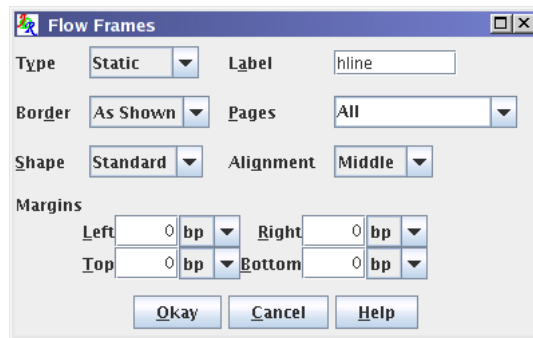 Flow Frames
Type Static Label hline
Border As Shown Pages All
Shape Standard Alignment Middle
Margins
Left 0 bp Right 0 bp
Top 0 bp Bottom 0 bp
Okay Cancel Help